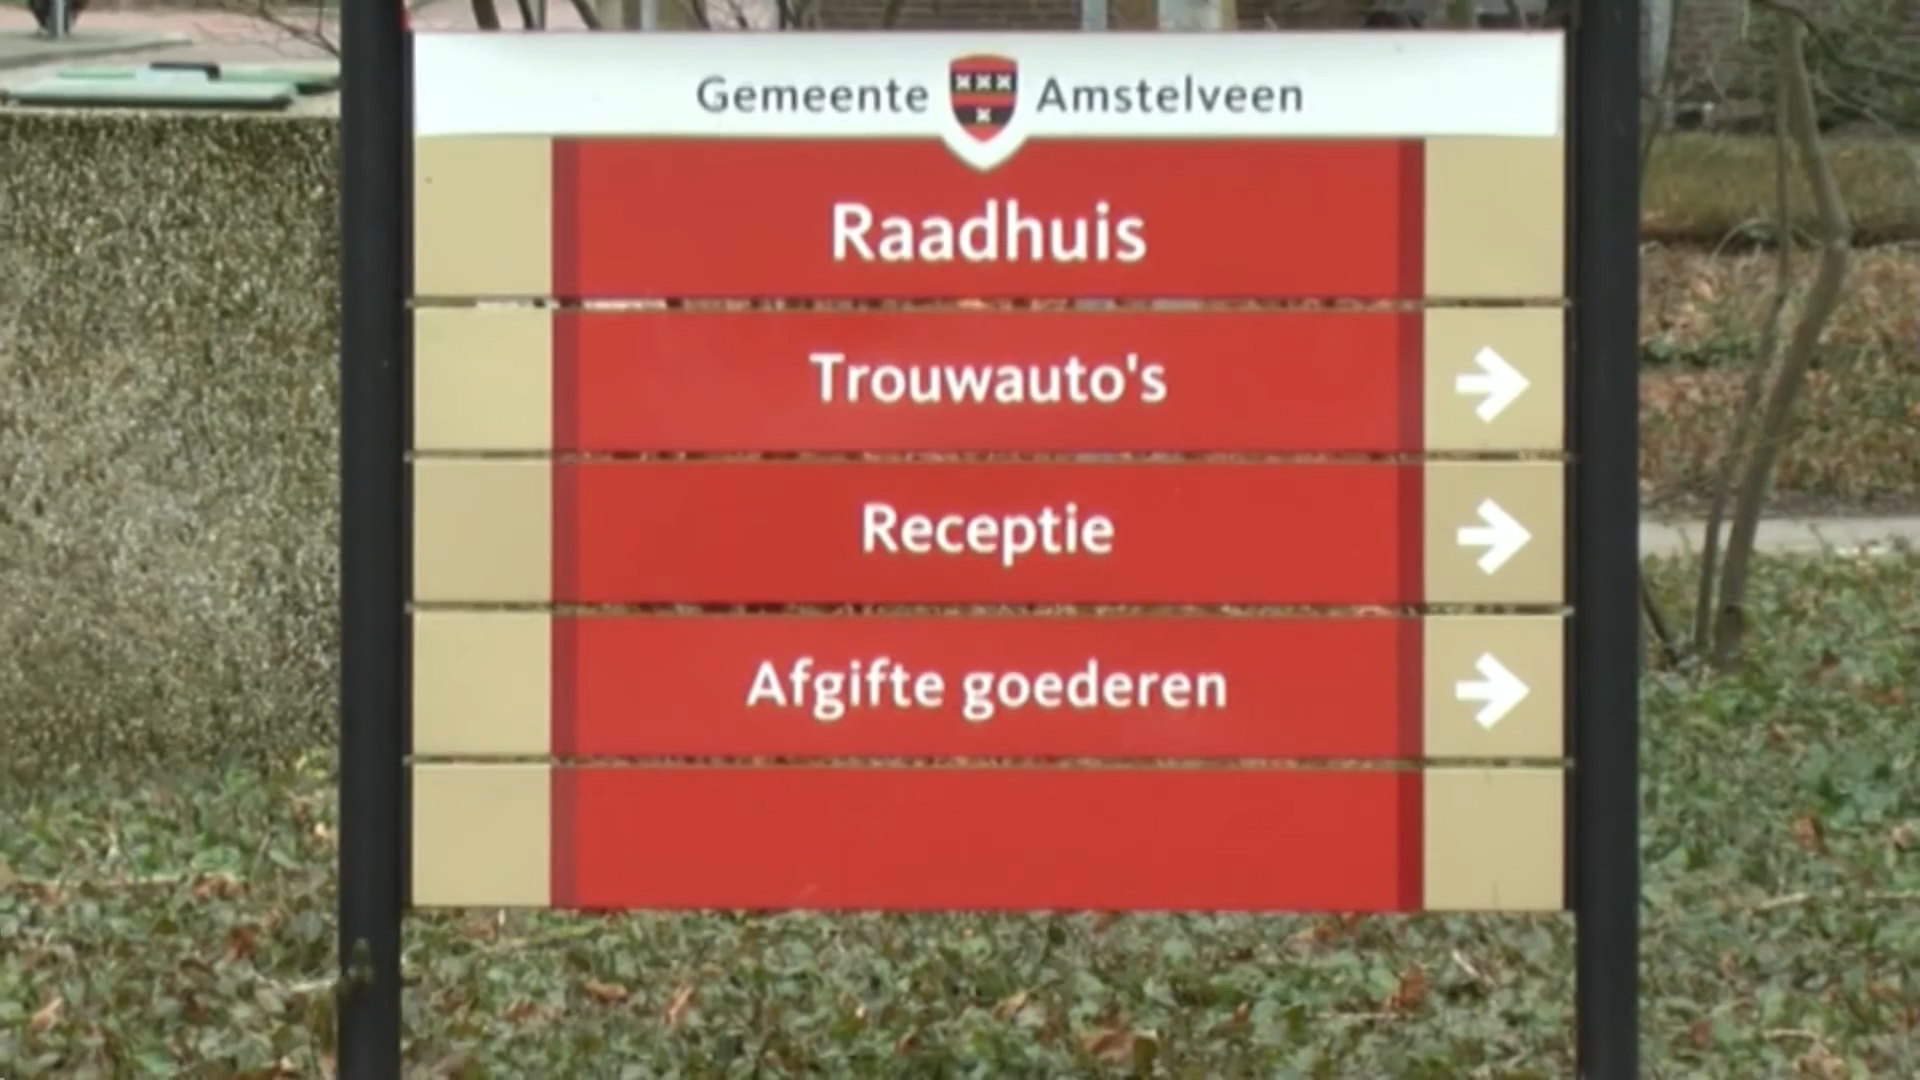 Gemeente Amstelveen
Raadhuis
Trouwauto's
Receptie
Afgifte goederen